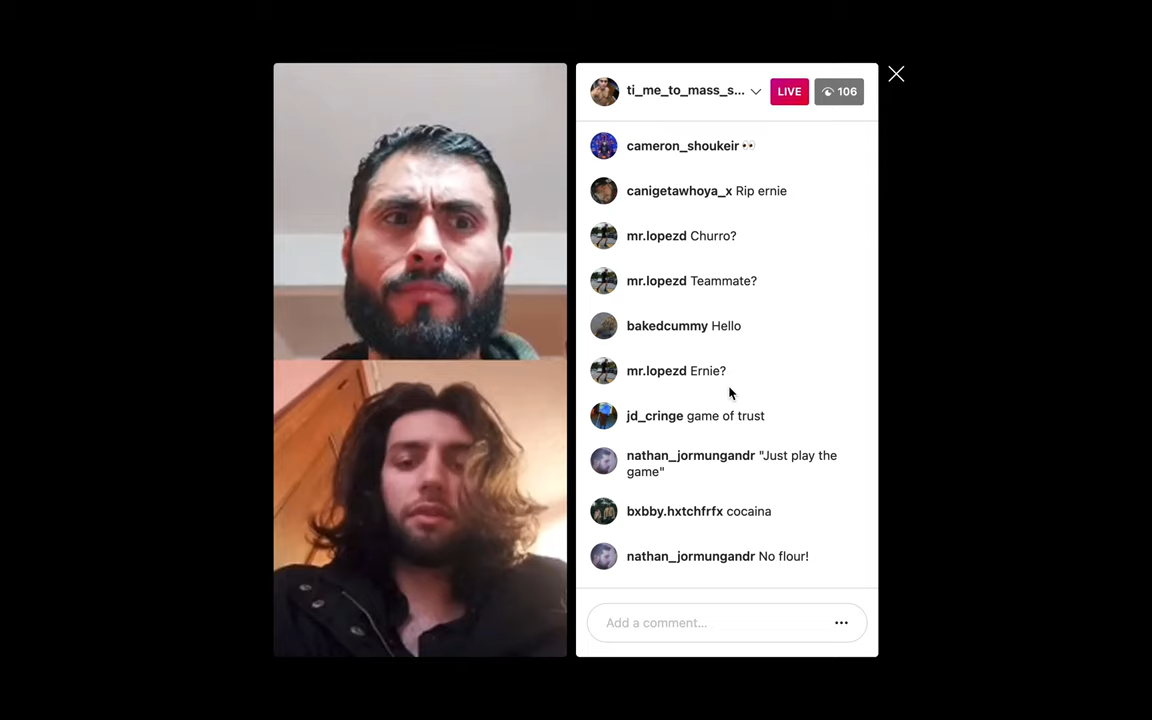 ti_me_to_mass_s... LIVE 106
cameron_shoukeir 👀
canigetawhoya_x Rip ernie
mr.lopezd Churro?
mr.lopezd Teammate?
bakedcummy Hello
mr.lopezd Ernie?
jd_cringe game of trust
nathan_jormungandr "Just play the
game"
bxbby.hxtchfrfx cocaina
nathan_jormungandr No flour!
Add a comment...